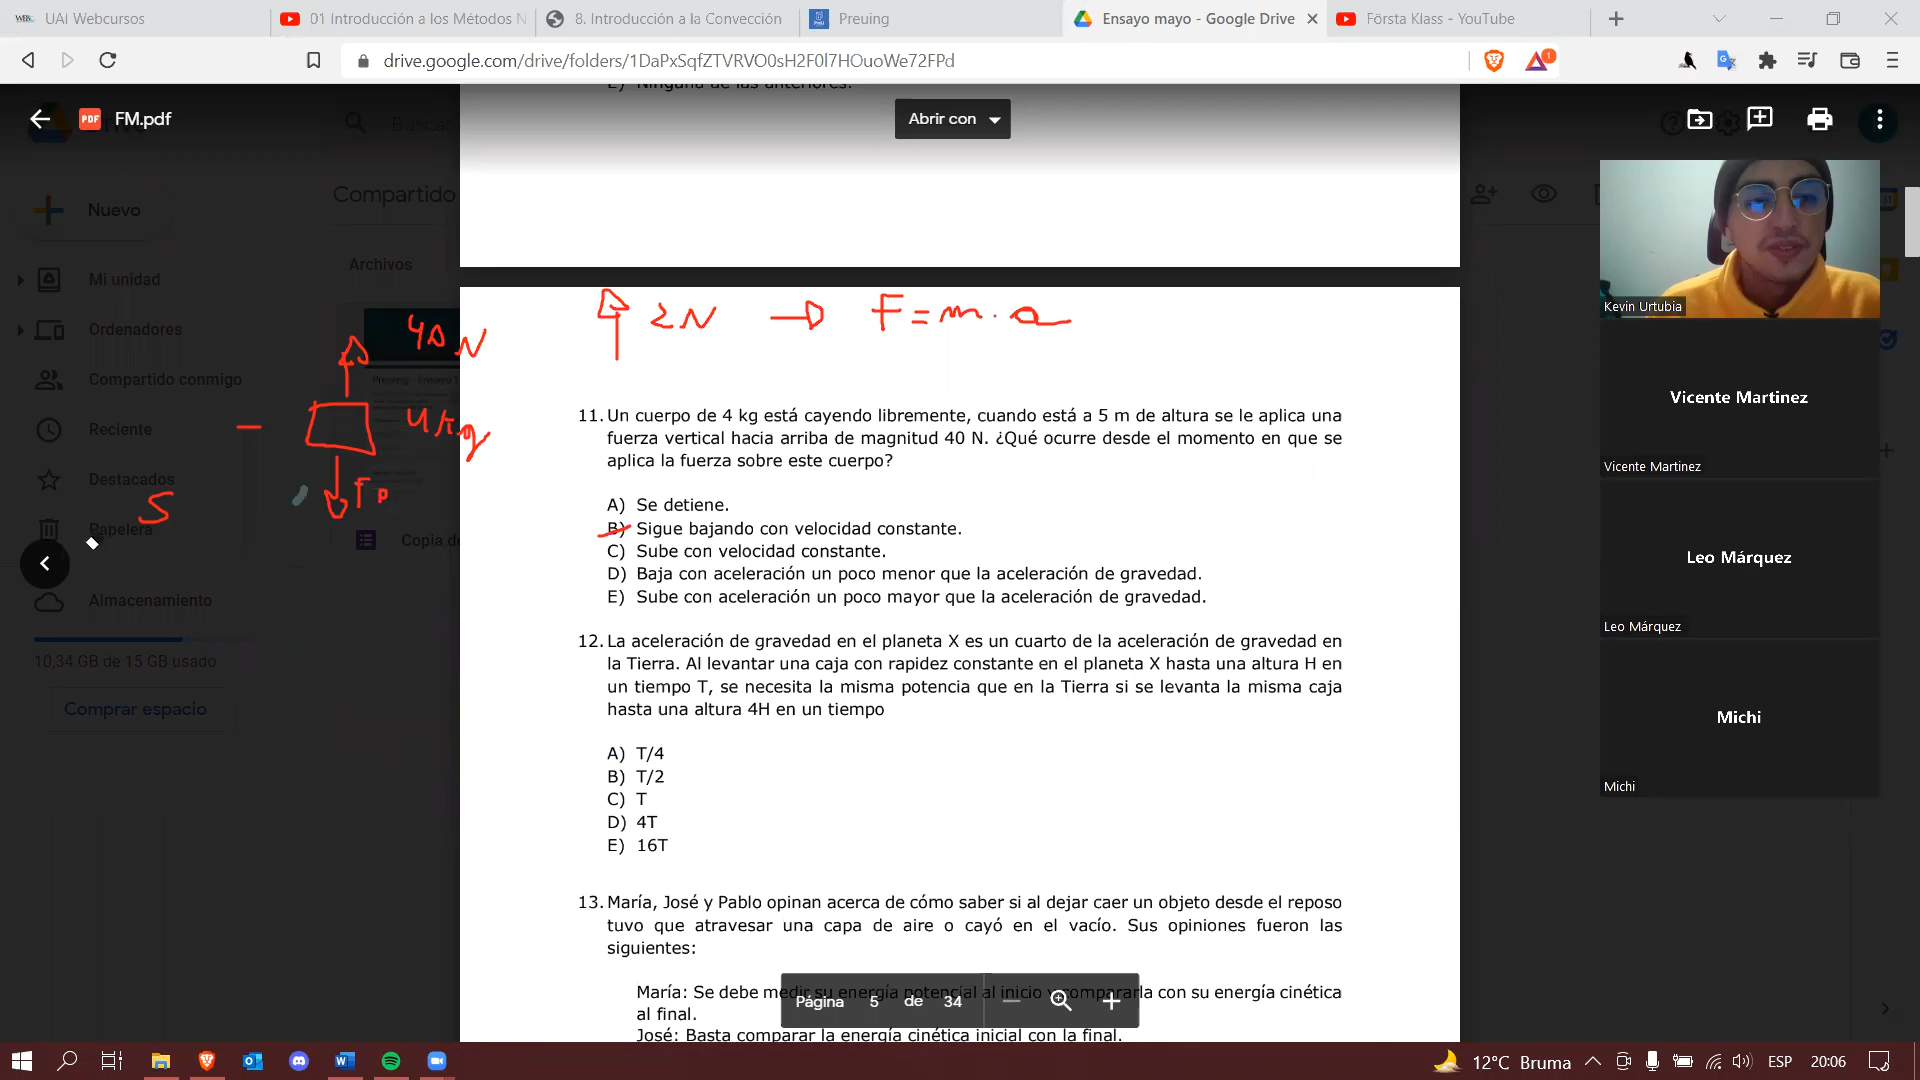 UAI Webcursos
01 Introducción a los Métodos N
8. Introducción a la Convección
Preuing
Ensayo mayo - Google Drive
Första Klass - YouTube
drive.google.com/drive/folders/1DaPxSqfZTVRVO0sH2F0l7HOuoWe72FPd
E) Ninguna de las anteriores.
FM.pdf
Buscar
Abrir con
Nuevo
Compartido
Archivos
Mi unidad
Ordenadores
Compartido conmigo
Reciente
Destacados
Papelera
Copia de
Almacenamiento
10,34 GB de 15 GB usado
Comprar espacio
40 N
4 kg
5
2N → F = m · a
11. Un cuerpo de 4 kg está cayendo libremente, cuando está a 5 m de altura se le aplica una
fuerza vertical hacia arriba de magnitud 40 N. ¿Qué ocurre desde el momento en que se
aplica la fuerza sobre este cuerpo?
A) Se detiene.
B) Sigue bajando con velocidad constante.
C) Sube con velocidad constante.
D) Baja con aceleración un poco menor que la aceleración de gravedad.
E) Sube con aceleración un poco mayor que la aceleración de gravedad.
12. La aceleración de gravedad en el planeta X es un cuarto de la aceleración de gravedad en
la Tierra. Al levantar una caja con rapidez constante en el planeta X hasta una altura H en
un tiempo T, se necesita la misma potencia que en la Tierra si se levanta la misma caja
hasta una altura 4H en un tiempo
A) T/4
B) T/2
C) T
D) 4T
E) 16T
13. María, José y Pablo opinan acerca de cómo saber si al dejar caer un objeto desde el reposo
tuvo que atravesar una capa de aire o cayó en el vacío. Sus opiniones fueron las
siguientes:
María: Se debe medir su energía potencial al inicio y compararla con su energía cinética
al final.
José: Basta comparar la energía cinética inicial con la final.
Página 5 de 34
Kevin Urtubia
Vicente Martinez
Vicente Martinez
Leo Márquez
Leo Márquez
Michi
Michi
12°C Bruma
ESP
20:06